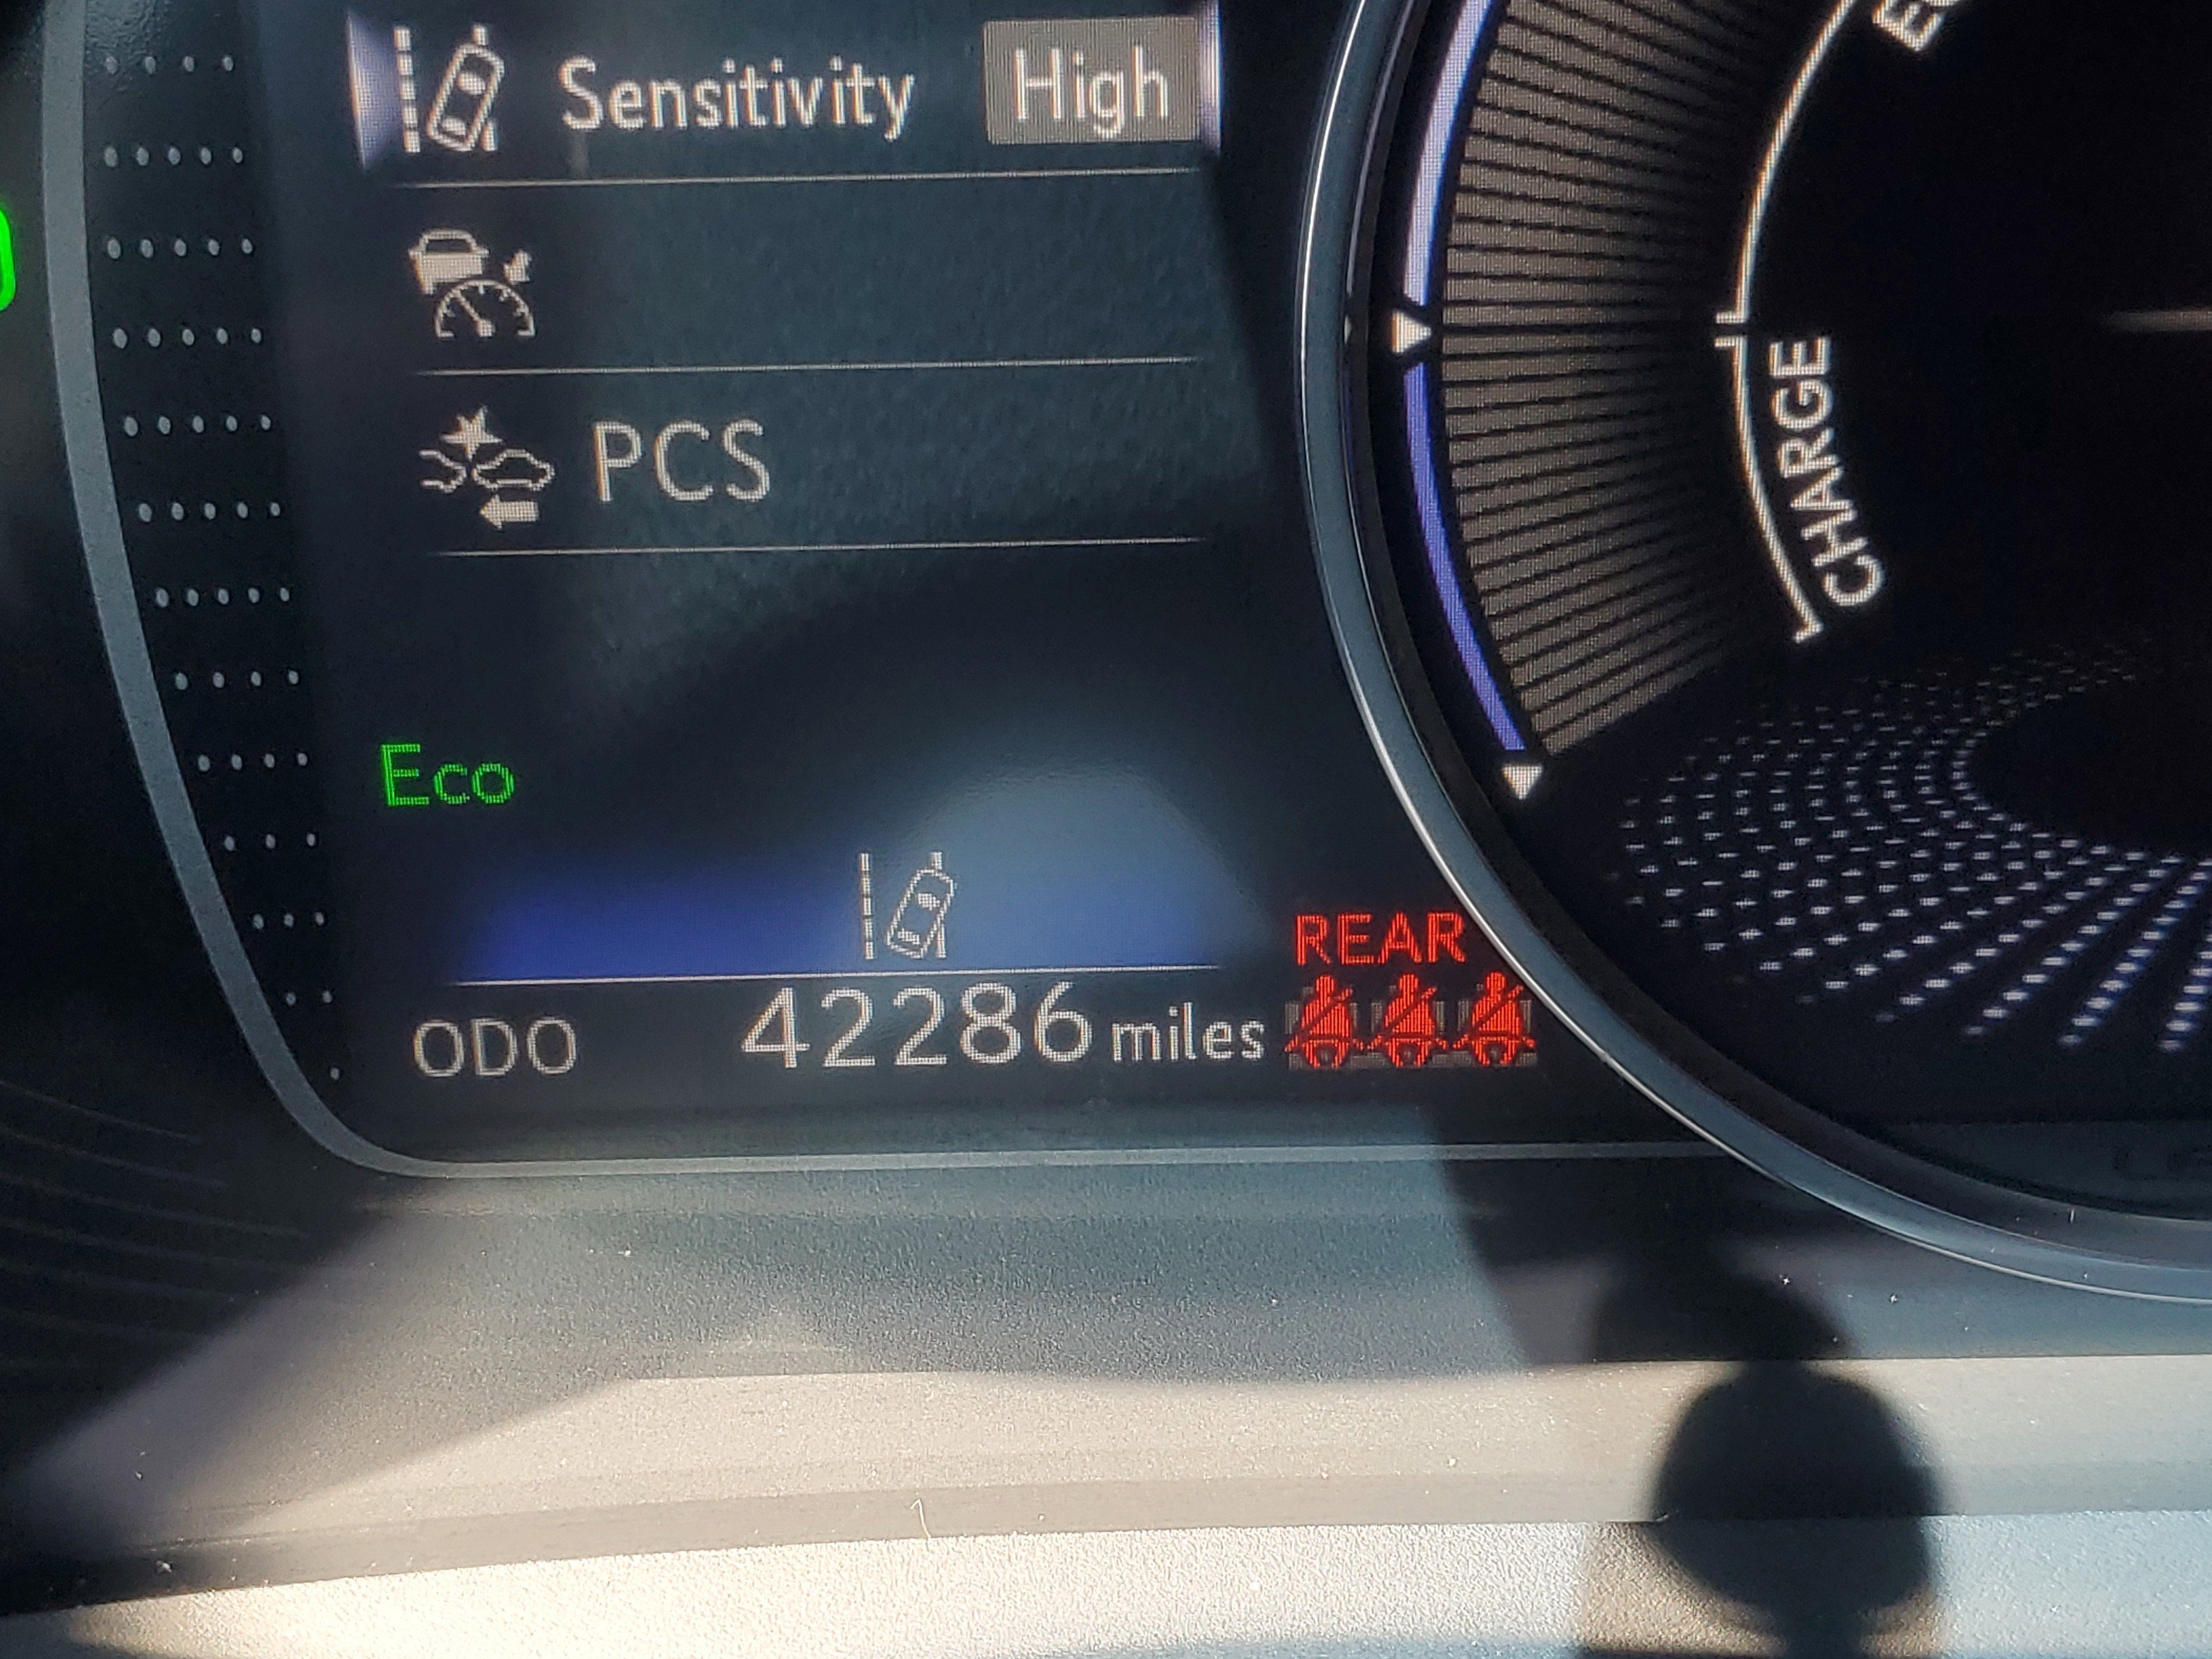 Sensitivity High
PCS
CHARGE
Eco
REAR
ODO 42286 miles